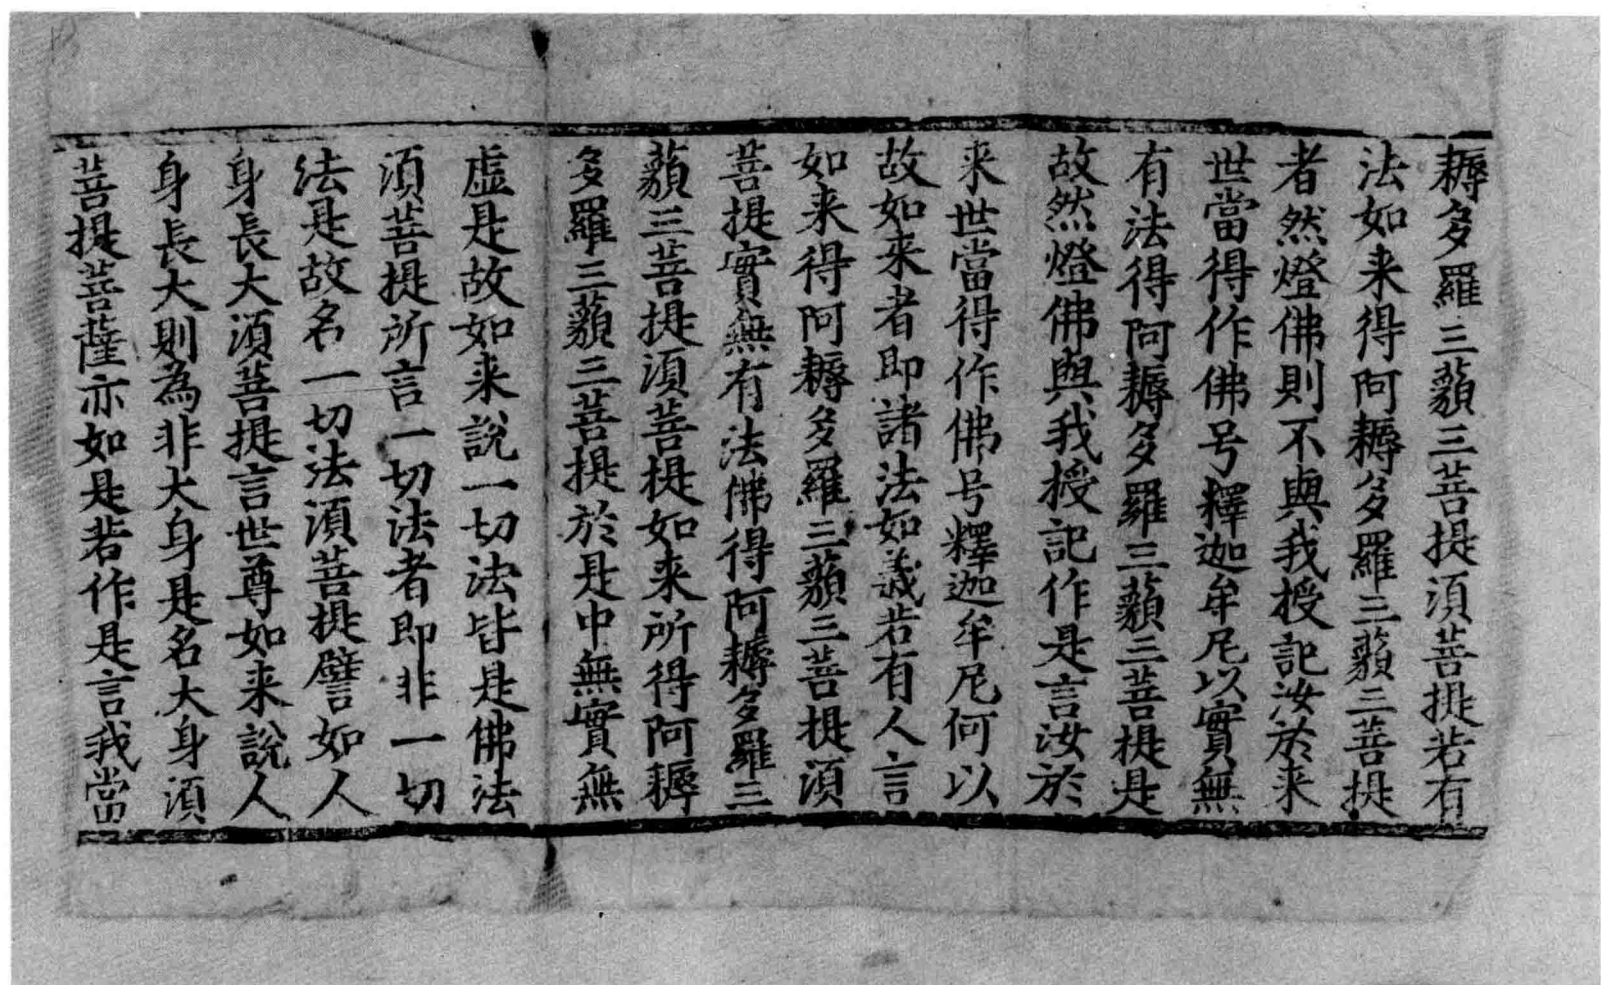 耨多羅三藐三菩提須菩提若有
法如来得阿耨多羅三藐三菩提
者然燈佛則不與我授記汝於来
世當得作佛号釋迦牟尼以實無
有法得阿耨多羅三藐三菩提是
故然燈佛與我授記作是言汝於
来世當得作佛号釋迦牟尼何以
故如来者即諸法如義若有人言
如来得阿耨多羅三藐三菩提須
菩提實無有法佛得阿耨多羅三
藐三菩提須菩提如来所得阿耨
多羅三藐三菩提於是中無實無
虛是故如来說一切法皆是佛法
須菩提所言一切法者即非一切
法是故名一切法須菩提譬如人
身長大須菩提言世尊如来說人
身長大則為非大身是名大身須
菩提菩薩亦如是若作是言我當